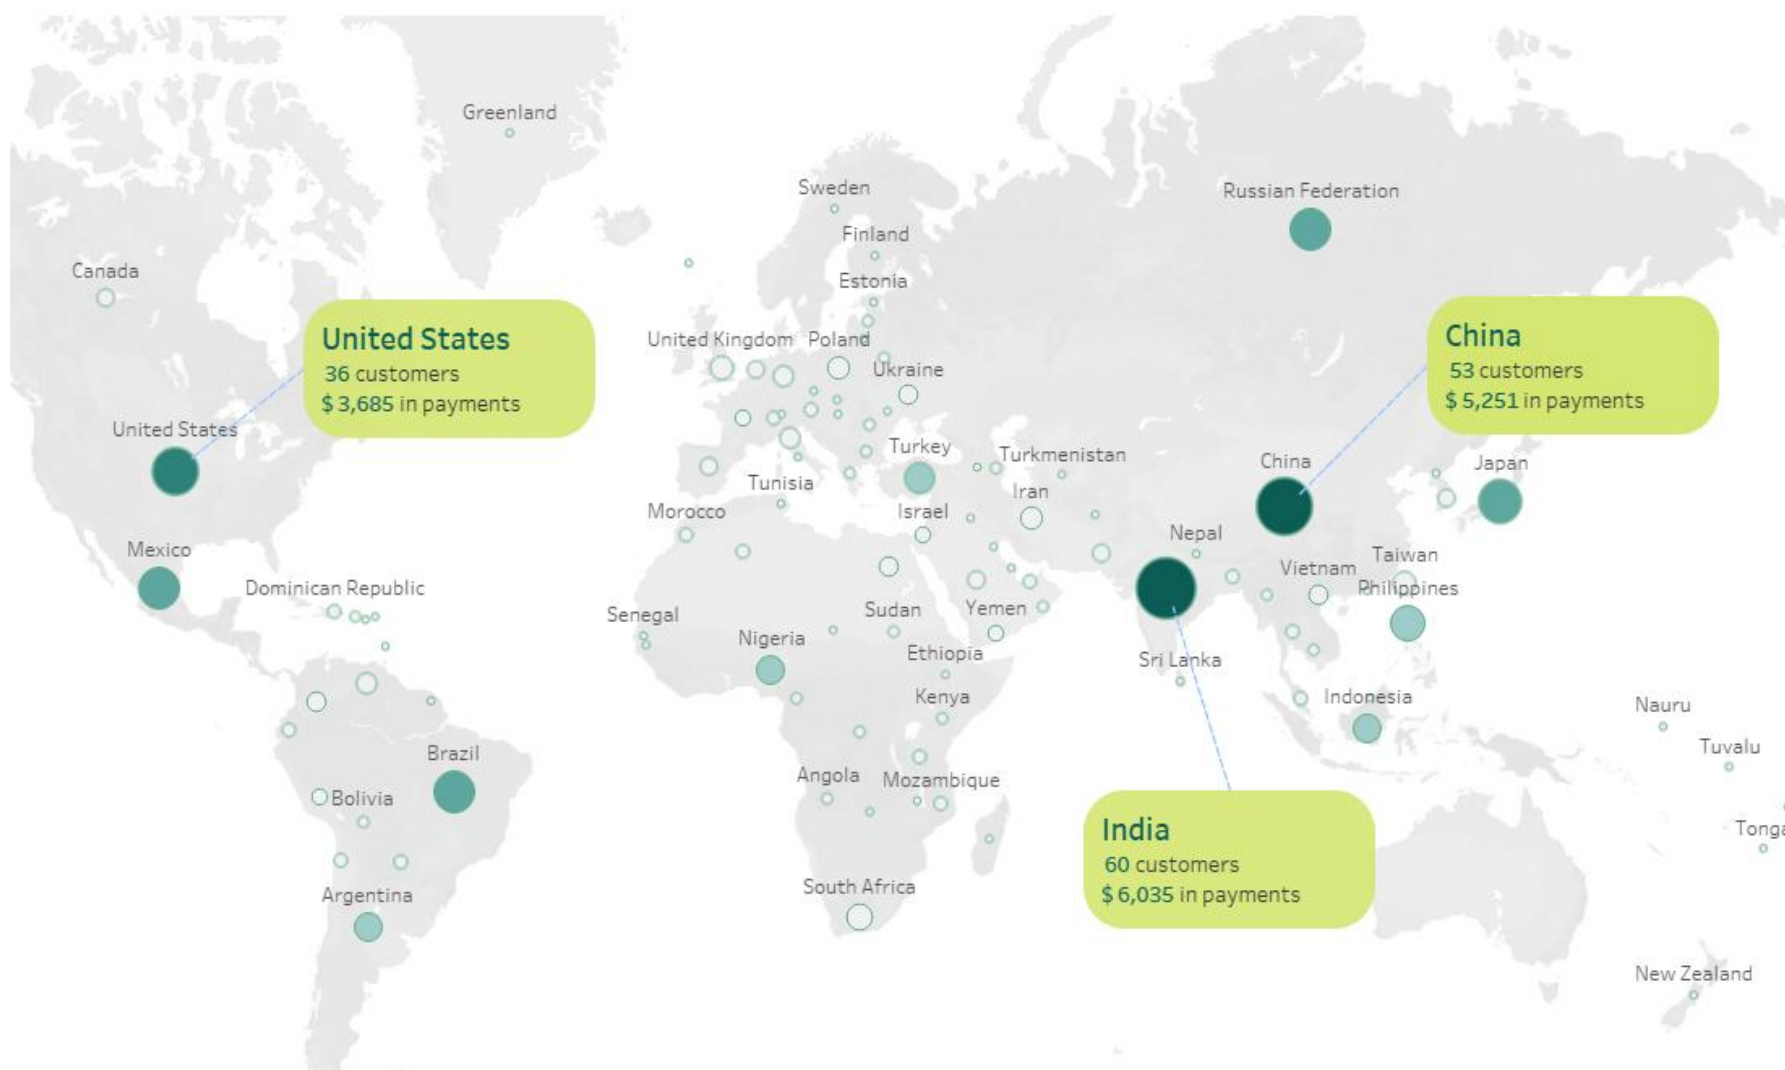 Greenland
Sweden
Russian Federation
Finland
Canada
Estonia
United States
36 customers
$ 3,685 in payments
China
53 customers
$ 5,251 in payments
United Kingdom
Poland
Ukraine
United States
Turkey
Turkmenistan
China
Japan
Tunisia
Iran
Morocco
Israel
Nepal
Mexico
Taiwan
Vietnam
Dominican Republic
Philippines
Senegal
Sudan
Yemen
Nigeria
Ethiopia
Sri Lanka
Kenya
Indonesia
Nauru
Brazil
Tuvalu
Angola
Mozambique
Bolivia
India
60 customers
$ 6,035 in payments
Tonga
South Africa
Argentina
New Zealand